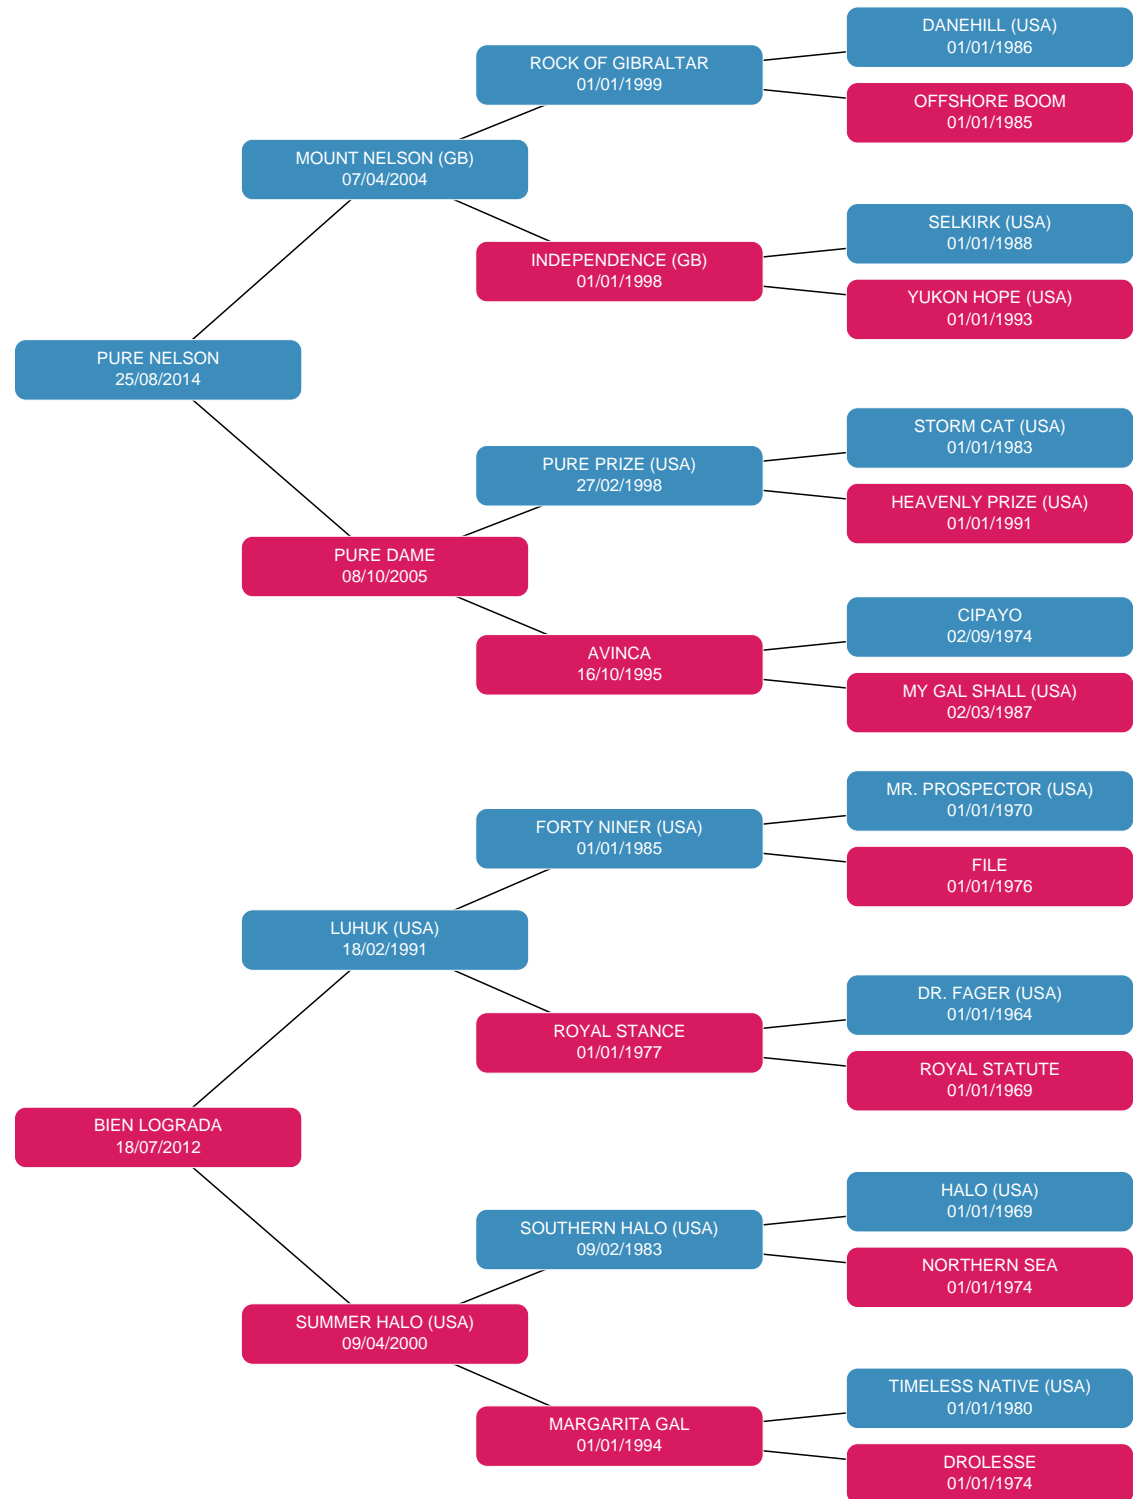 DANEHILL (USA)
01/01/1986
ROCK OF GIBRALTAR
01/01/1999
OFFSHORE BOOM
01/01/1985
MOUNT NELSON (GB)
07/04/2004
SELKIRK (USA)
01/01/1988
INDEPENDENCE (GB)
01/01/1998
YUKON HOPE (USA)
01/01/1993
PURE NELSON
25/08/2014
STORM CAT (USA)
01/01/1983
PURE PRIZE (USA)
27/02/1998
HEAVENLY PRIZE (USA)
01/01/1991
PURE DAME
08/10/2005
CIPAYO
02/09/1974
AVINCA
16/10/1995
MY GAL SHALL (USA)
02/03/1987
MR. PROSPECTOR (USA)
01/01/1970
FORTY NINER (USA)
01/01/1985
FILE
01/01/1976
LUHUK (USA)
18/02/1991
DR. FAGER (USA)
01/01/1964
ROYAL STANCE
01/01/1977
ROYAL STATUTE
01/01/1969
BIEN LOGRADA
18/07/2012
HALO (USA)
01/01/1969
SOUTHERN HALO (USA)
09/02/1983
NORTHERN SEA
01/01/1974
SUMMER HALO (USA)
09/04/2000
TIMELESS NATIVE (USA)
01/01/1980
MARGARITA GAL
01/01/1994
DROLESSE
01/01/1974